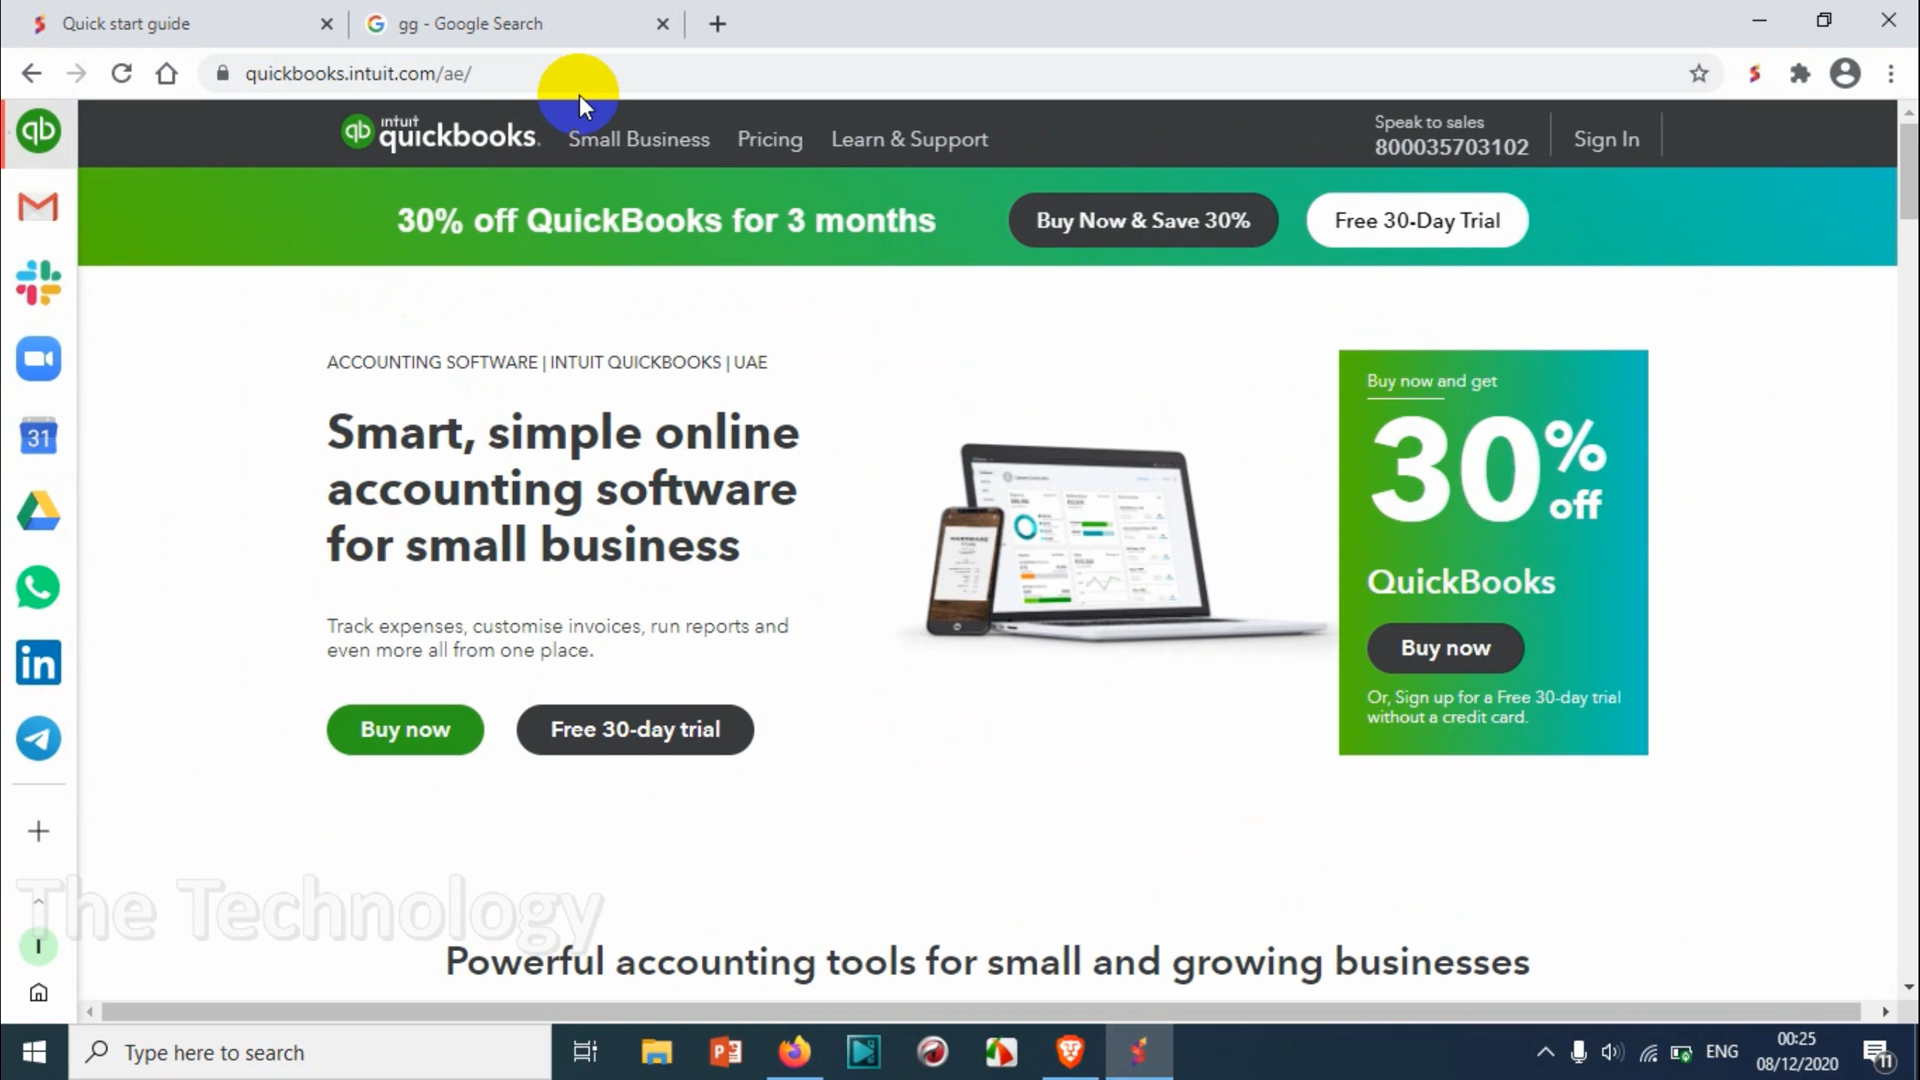 Quick start guide
gg - Google Search
quickbooks.intuit.com/ae/
intuit
quickbooks.
Small Business
Pricing
Learn & Support
Speak to sales
800035703102
Sign In
30% off QuickBooks for 3 months
Buy Now & Save 30%
Free 30-Day Trial
ACCOUNTING SOFTWARE | INTUIT QUICKBOOKS | UAE
Smart, simple online
accounting software
for small business
Track expenses, customise invoices, run reports and
even more all from one place.
Buy now
Free 30-day trial
Buy now and get
30% off
QuickBooks
Buy now
Or, Sign up for a Free 30-day trial
without a credit card.
31
in
The Technology
I
Powerful accounting tools for small and growing businesses
Type here to search
ENG
00:25
08/12/2020
11